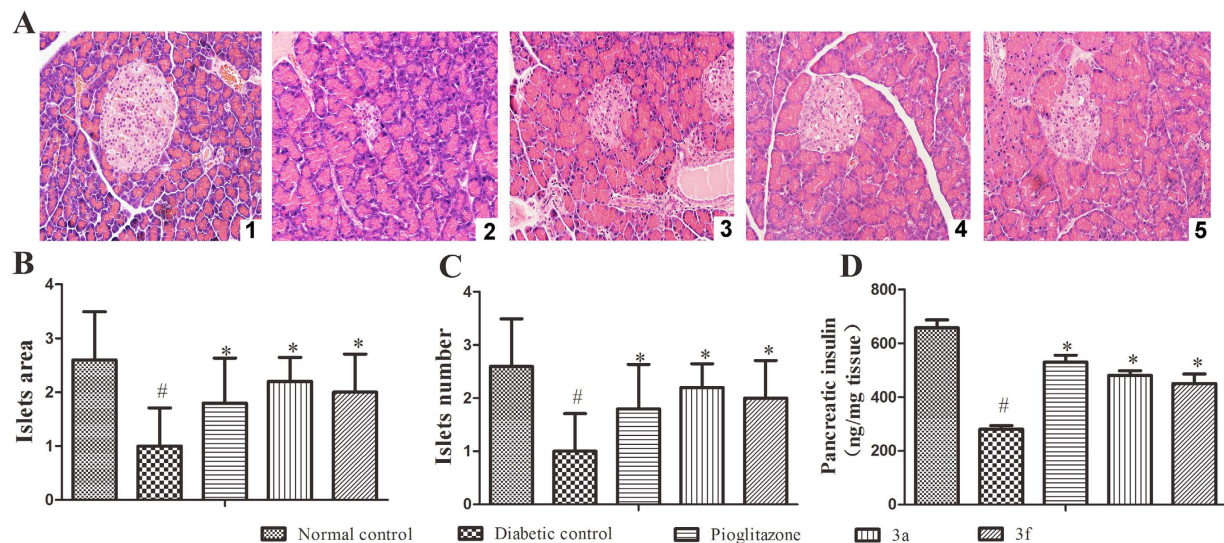 A
1
2
3
4
5
B
Islets area
4
3
2
1
0
#
*
*
*
C
Islets number
4
3
2
1
0
#
*
*
*
D
Pancreatic insulin
(ng/mg tissue)
800
600
400
200
0
#
*
*
*
Normal control
Diabetic control
Pioglitazone
3a
3f